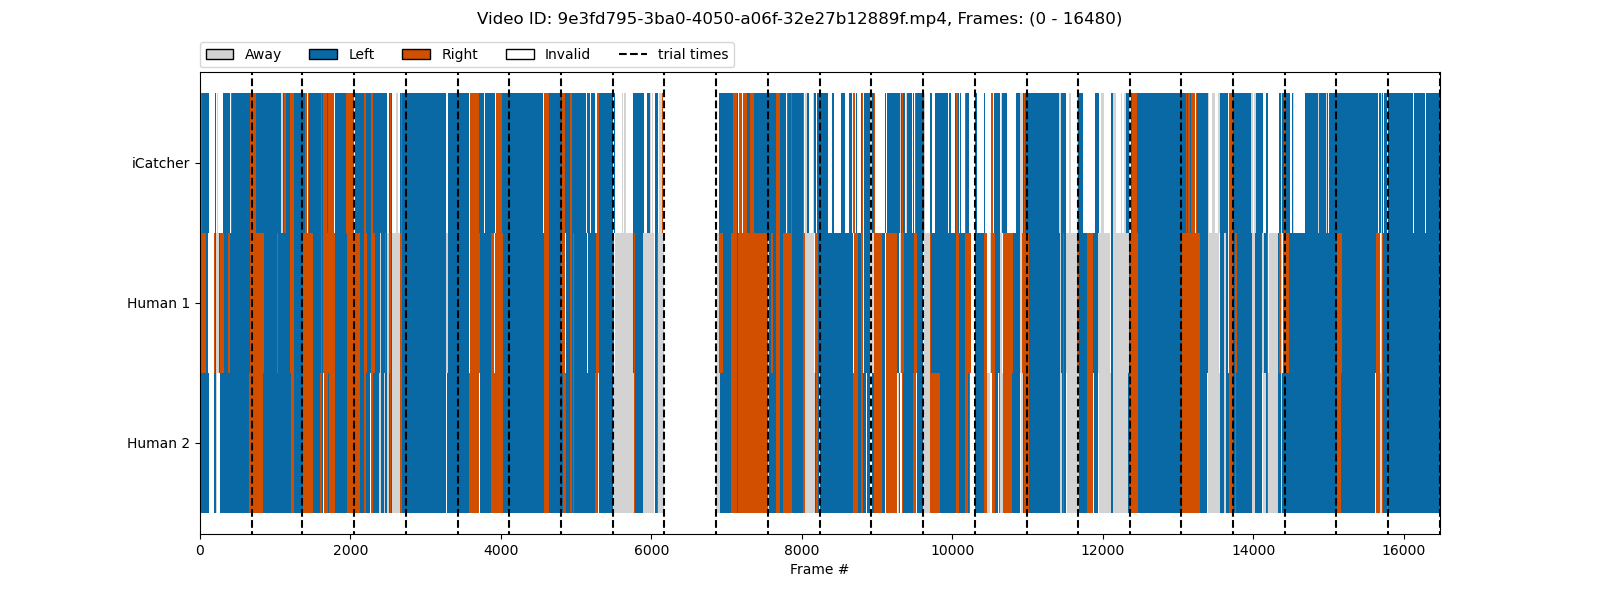 Video ID: 9e3fd795-3ba0-4050-a06f-32e27b12889f.mp4, Frames: (0 - 16480)
Away Left Right Invalid trial times
iCatcher
Human 1
Human 2
0 2000 4000 6000 8000 10000 12000 14000 16000
Frame #